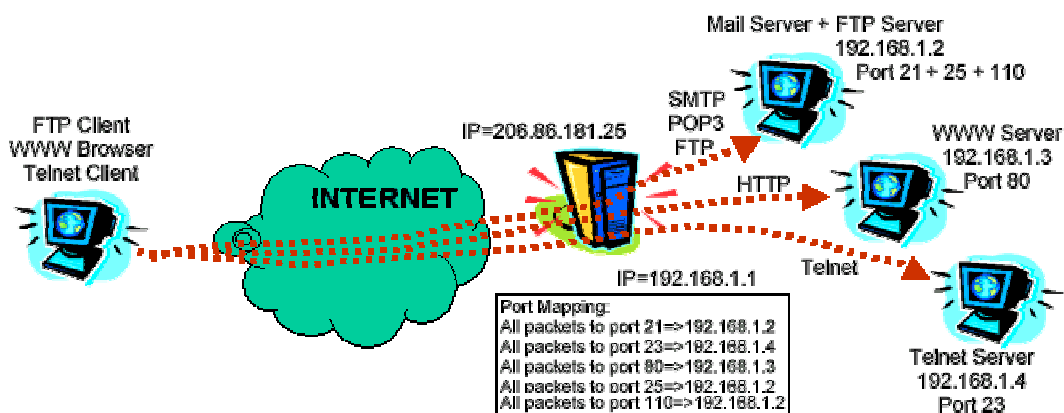 Mail Server + FTP Server
192.168.1.2
Port 21 + 25 + 110
SMTP
POP3
FTP
IP=206.86.181.25
FTP Client
WWW Browser
Telnet Client
INTERNET
WWW Server
192.168.1.3
Port 80
HTTP
Telnet
IP=192.168.1.1
Port Mapping:
All packets to port 21=>192.168.1.2
All packets to port 23=>192.168.1.4
All packets to port 80=>192.168.1.3
All packets to port 25=>192.168.1.2
All packets to port 110=>192.168.1.2
Telnet Server
192.168.1.4
Port 23